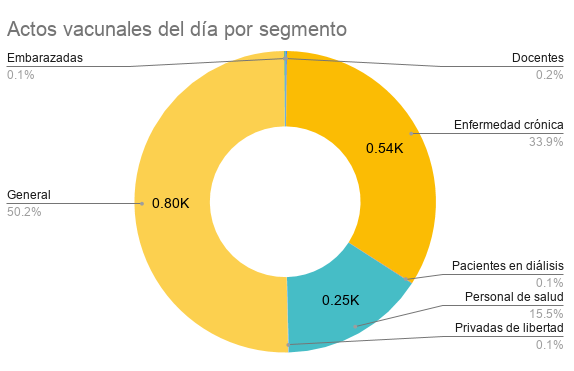 Actos vacunales del día por segmento
Embarazadas
0.1%
Docentes
0.2%
Enfermedad crónica
33.9%
0.54K
General
50.2%
0.80K
Pacientes en diálisis
0.1%
Personal de salud
15.5%
0.25K
Privadas de libertad
0.1%